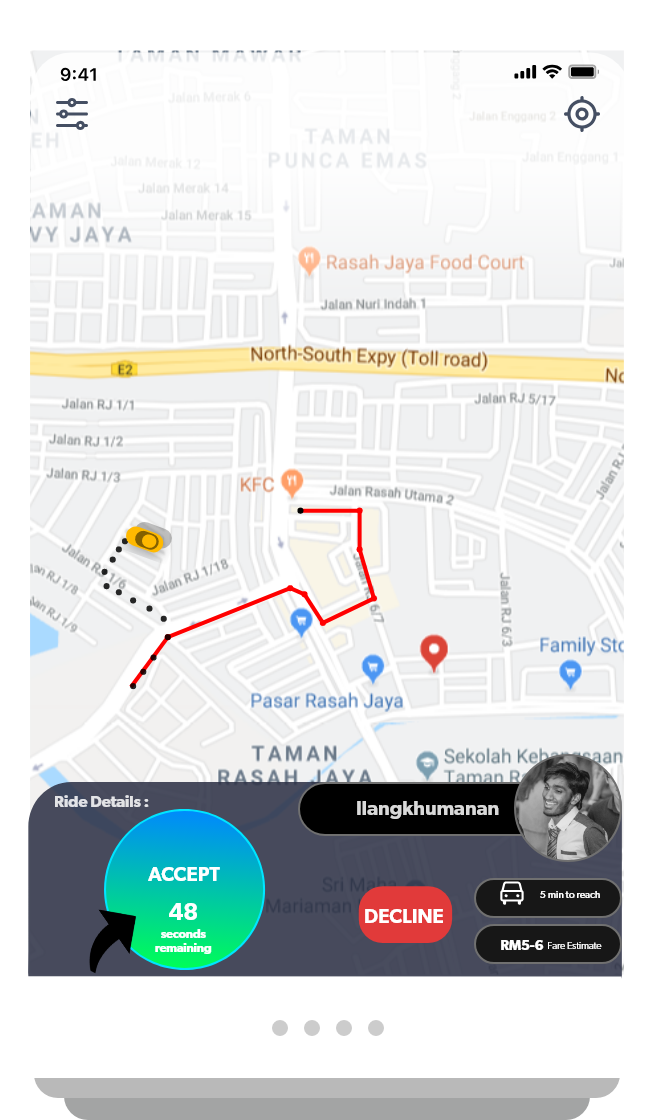 TAMAN MAWAR
9:41
Jalan Merak 6
Jalan Enggang 2
TAMAN
PUNCA EMAS
EH
Jalan Enggang 1
Jalan Merak 12
Jalan Merak 14
Jalan Merak 15
AMAN
VY JAYA
Rasah Jaya Food Court
Jal
Jalan Nuri Indah 1
North-South Expy (Toll road)
E2
No
Jalan RJ 1/1
Jalan RJ 5/17
Jalan RJ 1/2
Jalan RJ 1/3
KFC
Jalan Rasah Utama 2
Jalan RJ
Jalan 1/6
Jalan RJ 1/18
lan RJ 1/8
lan RJ 1/9
Jalan RJ 6/7
Jalan RJ 6/3
Family Sto
Pasar Rasah Jaya
TAMAN
RASAH JAYA
Sekolah Kebangsaan
Taman Ra
Ride Details :
Ilangkhumanan
ACCEPT
48
seconds
remaining
Sri Maha
Mariaman
DECLINE
5 min to reach
RM5-6 Fare Estimate